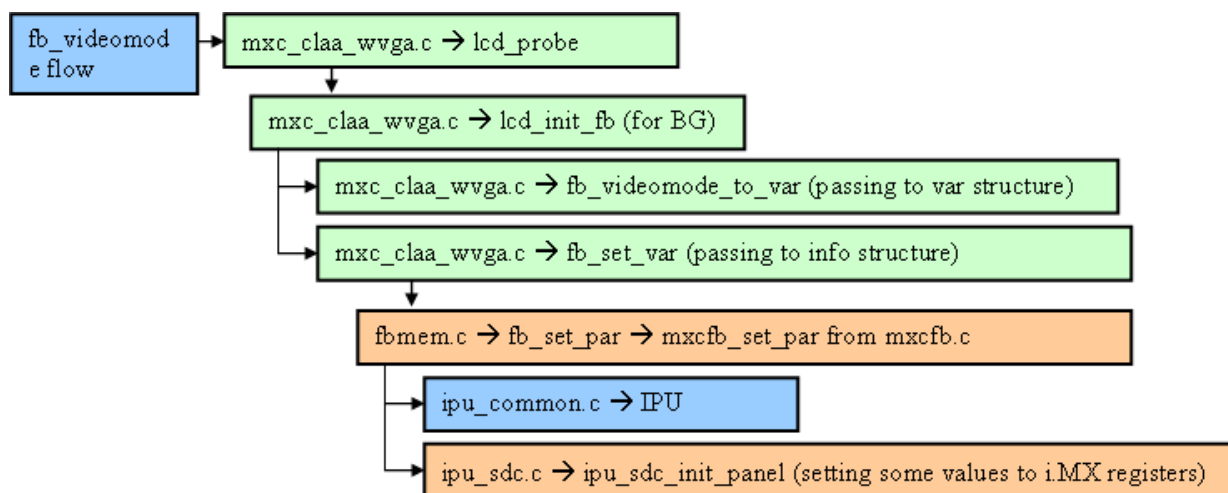 fb_videomod
e flow
mxc_claa_wvga.c → lcd_probe
mxc_claa_wvga.c → lcd_init_fb (for BG)
mxc_claa_wvga.c → fb_videomode_to_var (passing to var structure)
mxc_claa_wvga.c → fb_set_var (passing to info structure)
fbmem.c → fb_set_par → mxcfb_set_par from mxcfb.c
ipu_common.c → IPU
ipu_sdc.c → ipu_sdc_init_panel (setting some values to i.MX registers)